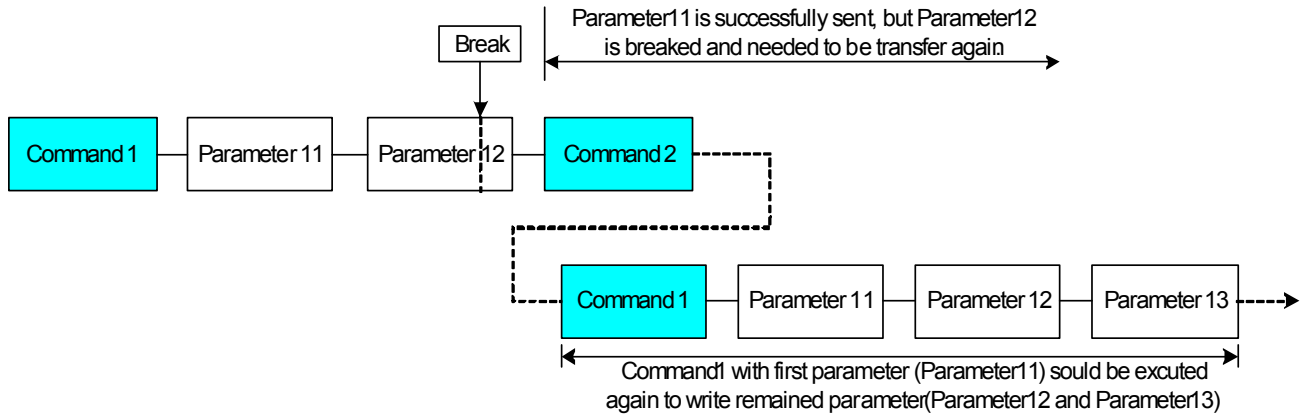 Parameter11 is successfully sent, but Parameter12
is breaked and needed to be transfer again.
Break
Command 1
Parameter 11
Parameter 12
Command 2
Command 1
Parameter 11
Parameter 12
Parameter 13
Command1 with first parameter (Parameter11) sould be excuted
again to write remained parameter(Parameter12 and Parameter13)